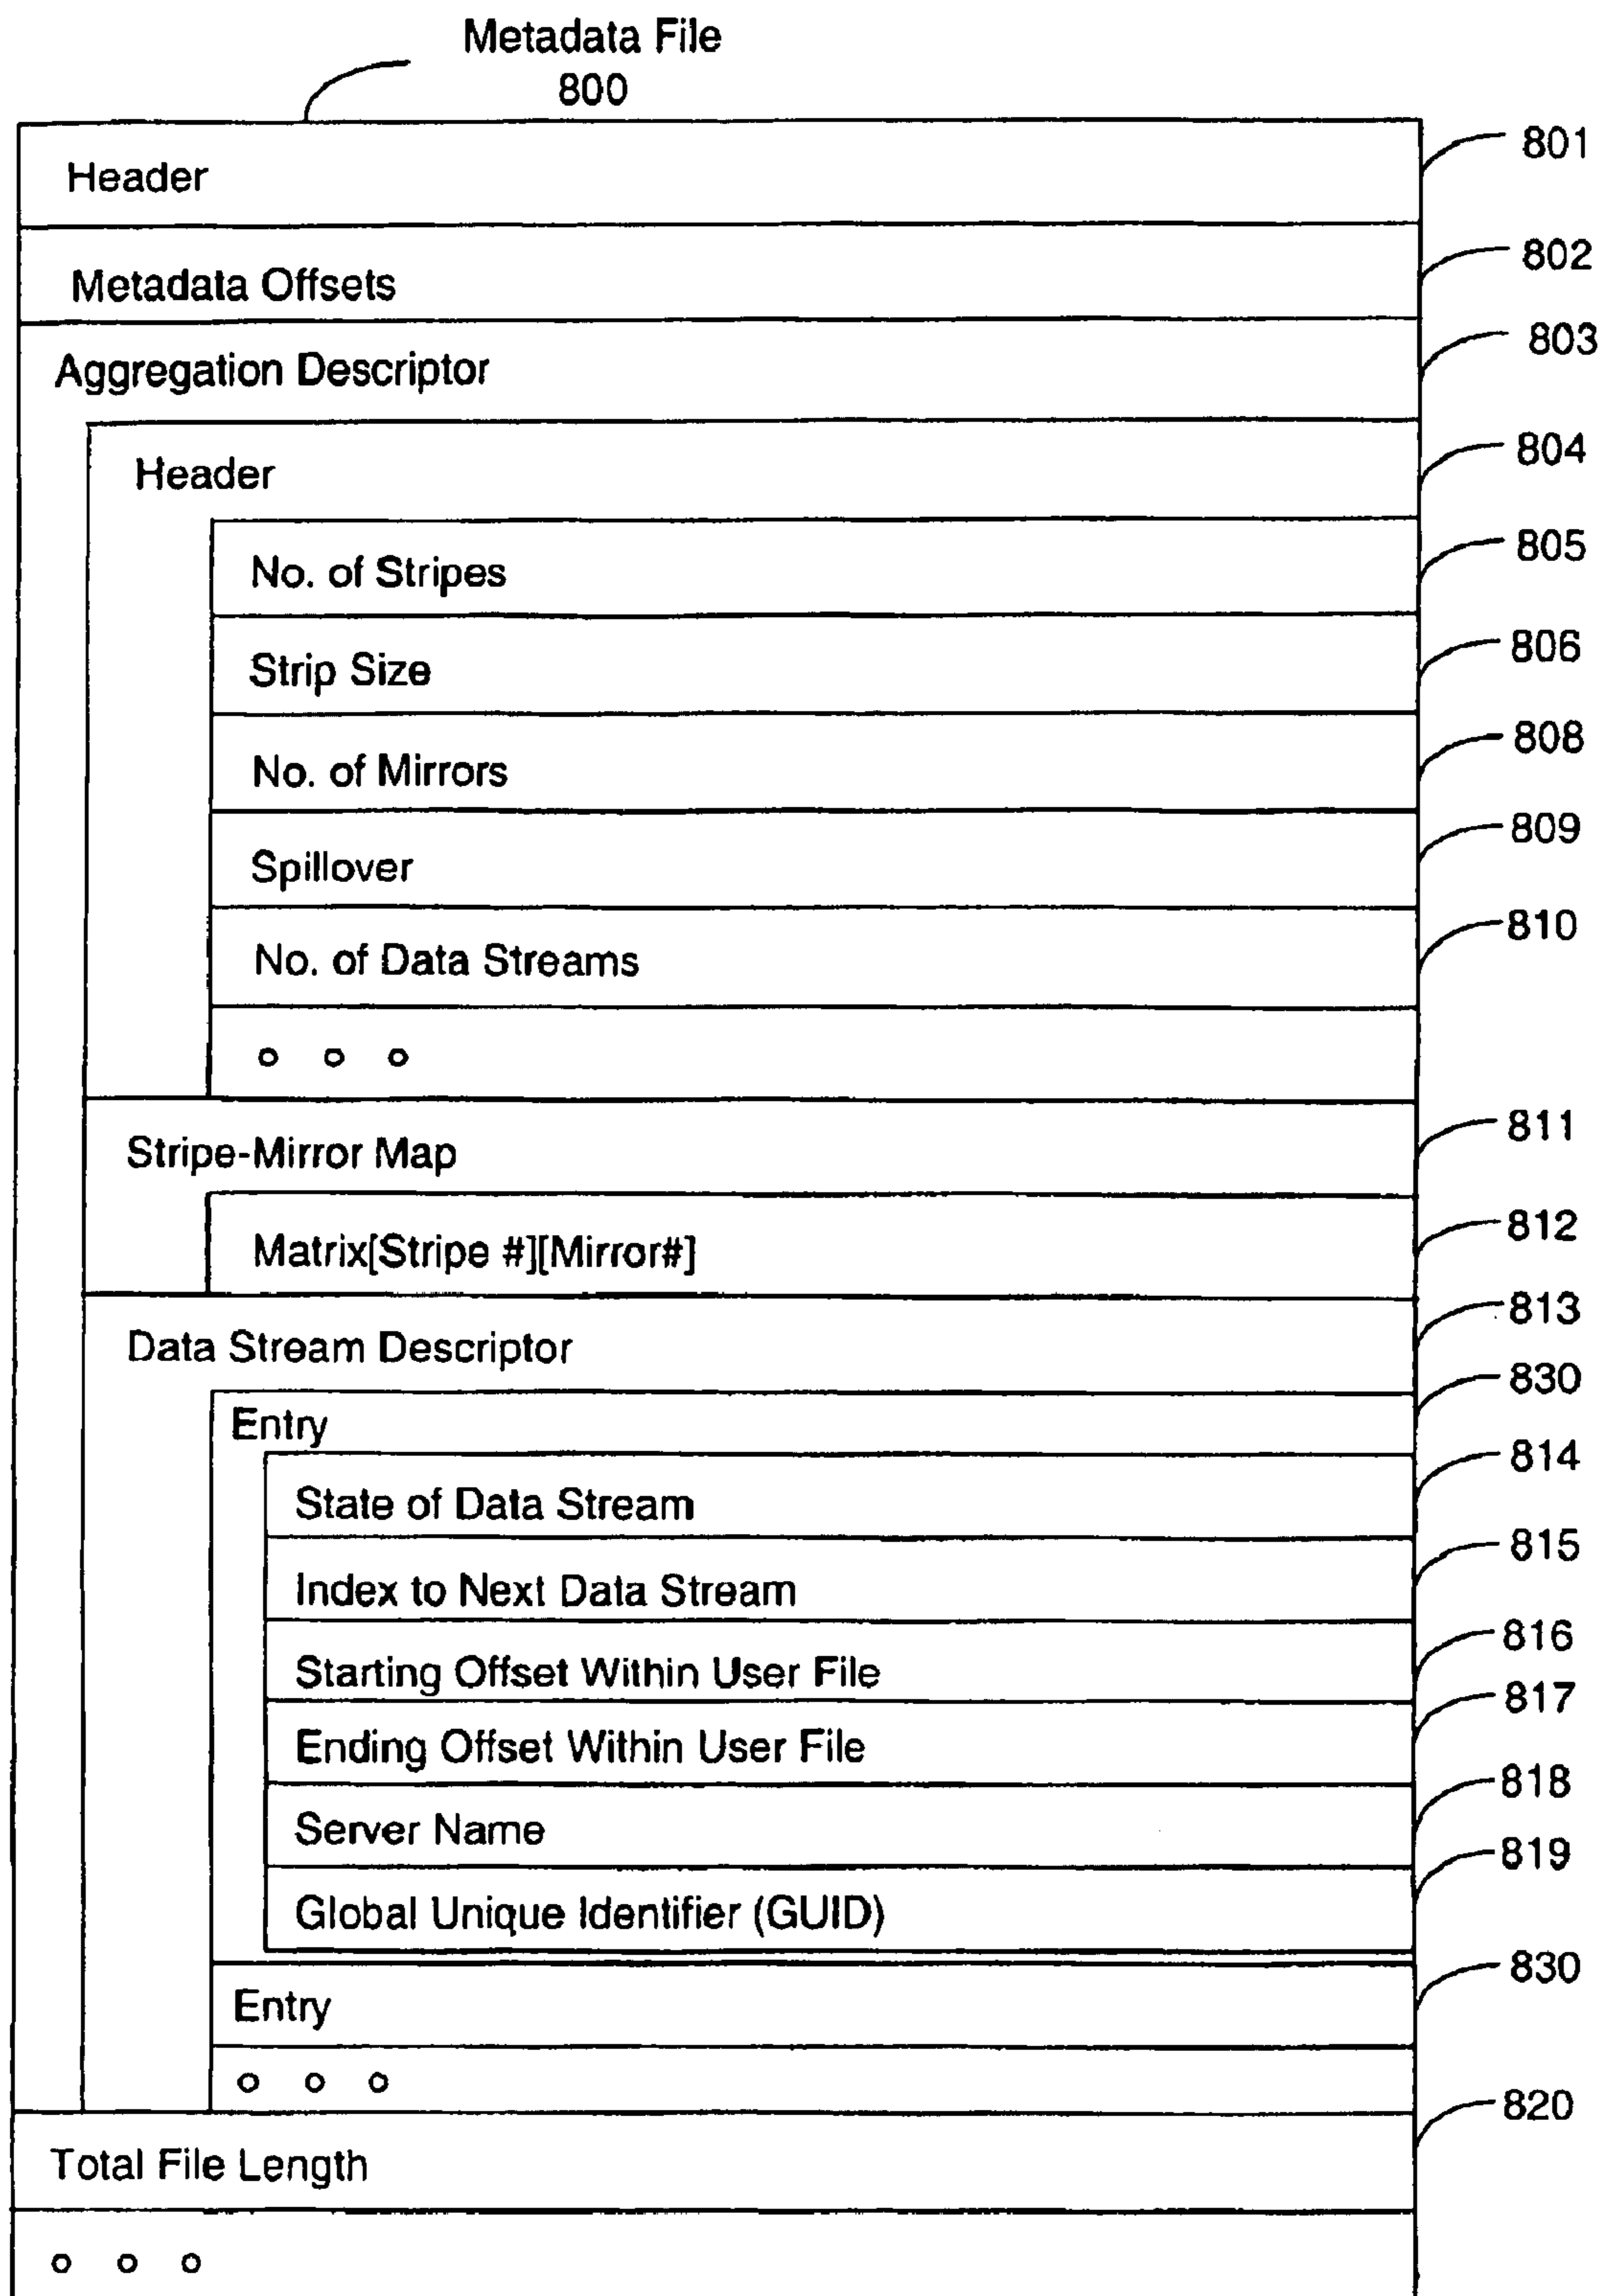 Metadata File
800
Header 801
Metadata Offsets 802
Aggregation Descriptor 803
Header 804
No. of Stripes 805
Strip Size 806
No. of Mirrors 808
Spillover 809
No. of Data Streams 810
Stripe-Mirror Map 811
Matrix[Stripe #][Mirror#] 812
Data Stream Descriptor 813
Entry 830
State of Data Stream 814
Index to Next Data Stream 815
Starting Offset Within User File 816
Ending Offset Within User File 817
Server Name 818
Global Unique Identifier (GUID) 819
Entry 830
Total File Length 820